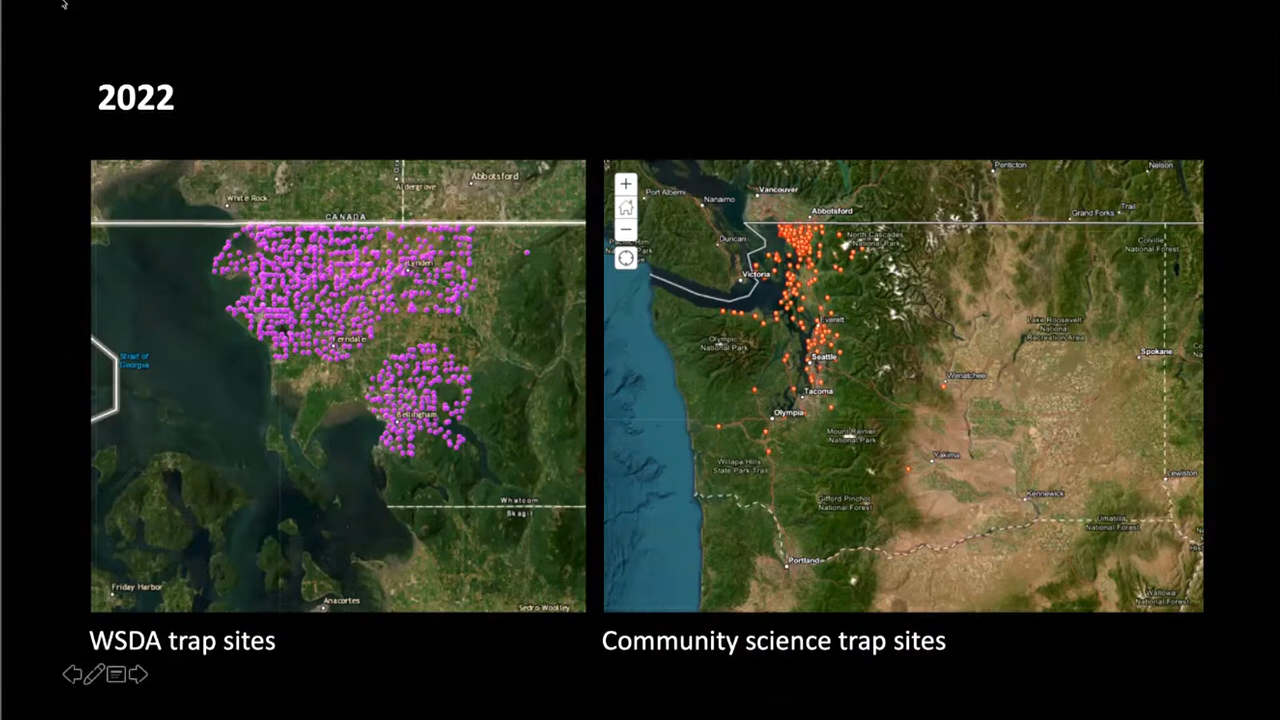 2022
White Rock
Aldergrove
Abbotsford
CANADA
Lynden
Ferndale
Strait of
Georgia
Bellingham
Whatcom
Skagit
Friday Harbor
Anacortes
Sedro Woolley
WSDA trap sites
+
−
Port Alberni
Nanaimo
Vancouver
Abbotsford
Duncan
Victoria
North Cascades
National Park
Penticton
Nelson
Trail
Grand Forks
Colville
National Forest
Olympic
National Park
Everett
Seattle
Tacoma
Olympia
Lake Roosevelt
National
Recreation Area
Spokane
Wenatchee
Mount Rainier
National Park
Willapa Hills
State Park Trail
Yakima
Gifford Pinchot
National Forest
Kennewick
Lewiston
Umatilla
National Forest
Portland
Wallowa
National Forest
Community science trap sites